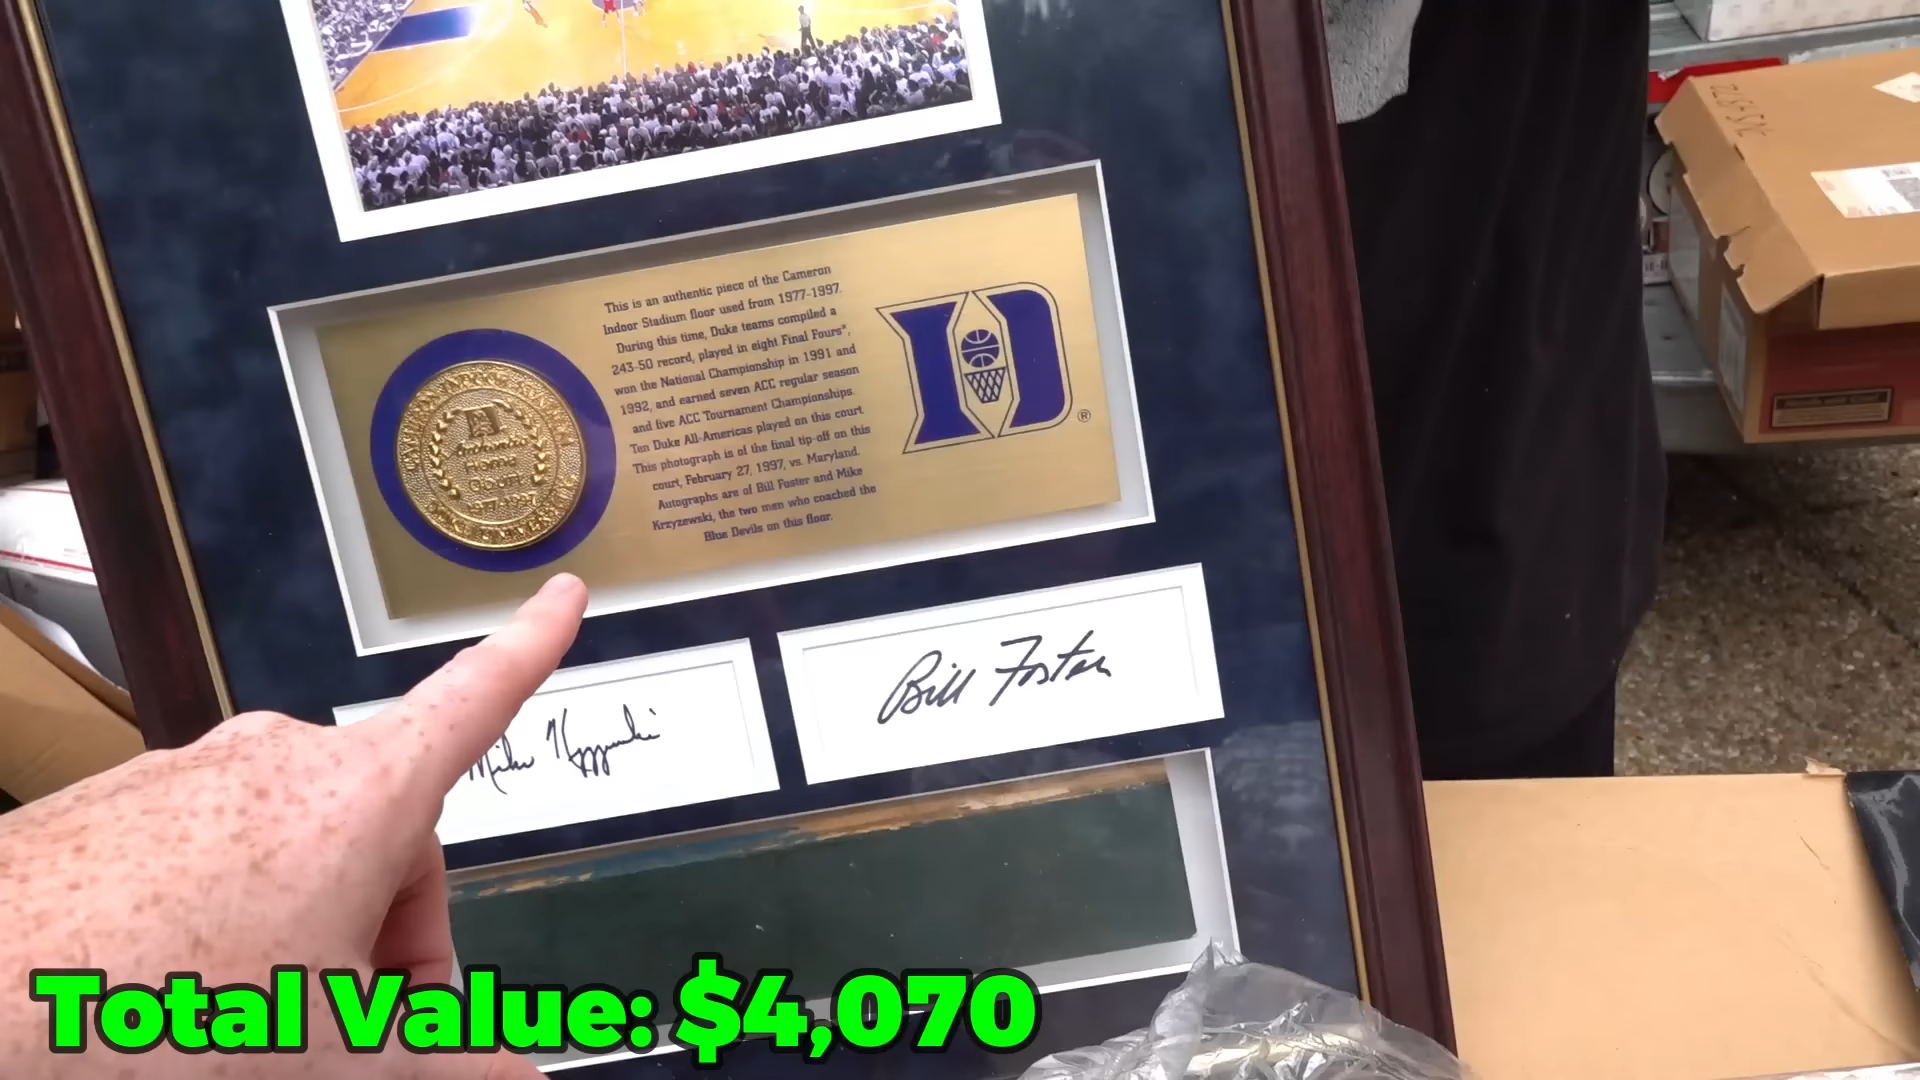 This is an authentic piece of the Cameron
Indoor Stadium floor used from 1977-1997.
During this time, Duke teams compiled a
243-50 record, played in eight Final Fours®,
won the National Championship in 1991 and
1992, and earned seven ACC regular season
and five ACC Tournament Championships.
Ten Duke All-Americas played on this court.
This photograph is of the final tip-off on this
court, February 27, 1997, vs. Maryland.
Autographs are of Bill Foster and Mike
Krzyzewski, the two men who coached the
Blue Devils on this floor.
D
®
CAMERON INDOOR STADIUM
Authentic
Home
Court
1977-1997
DUKE UNIVERSITY
Mike Krzyzewski
Bill Foster
Total Value: $4,070